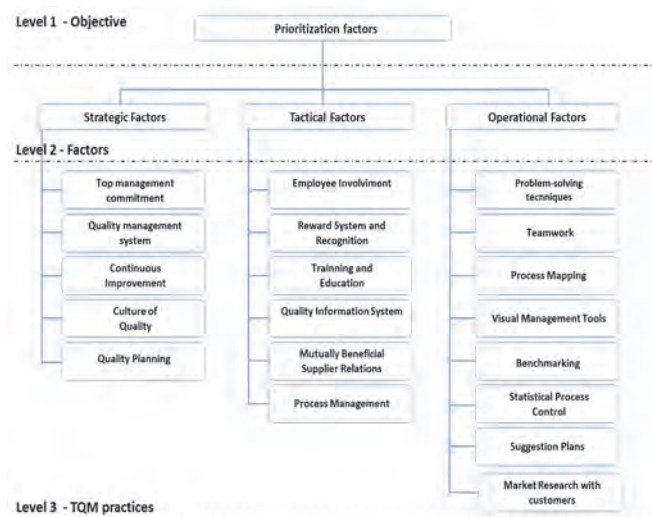 Level 1 - Objective
Prioritization factors
Strategic Factors
Tactical Factors
Operational Factors
Level 2 - Factors
Top management
commitment
Quality management
system
Continuous
Improvement
Culture of
Quality
Quality Planning
Employee Involviment
Reward System and
Recognition
Trainning and
Education
Quality Information System
Mutually Beneficial
Supplier Relations
Process Management
Problem-solving
tecniques
Teamwork
Process Mapping
Visual Management Tools
Benchmarking
Statistical Process
Control
Suggestion Plans
Market Research with
customers
Level 3 - TQM practices